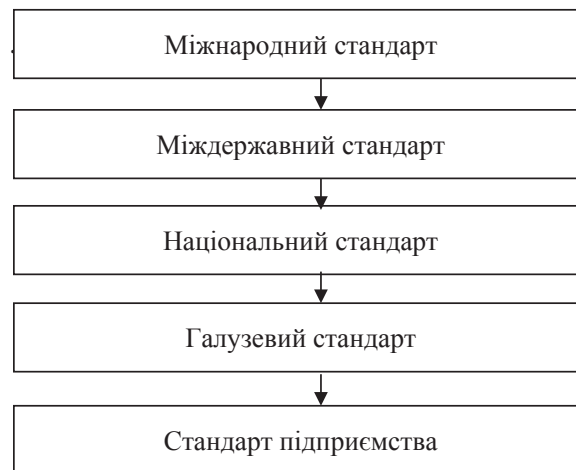 Міжнародний стандарт
Міждержавний стандарт
Національний стандарт
Галузевий стандарт
Стандарт підприємства